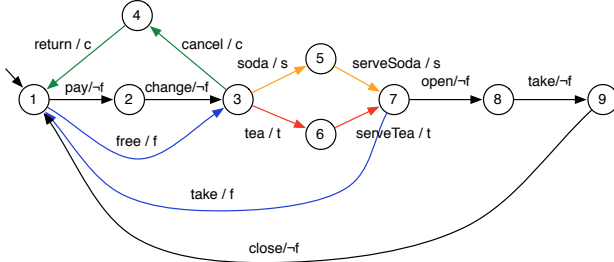 4
return / c
cancel / c
5
soda / s
serveSoda / s
pay/¬f
change/¬f
open/¬f
take/¬f
1
2
3
7
8
9
tea / t
6
serveTea / t
free / f
take / f
close/¬f